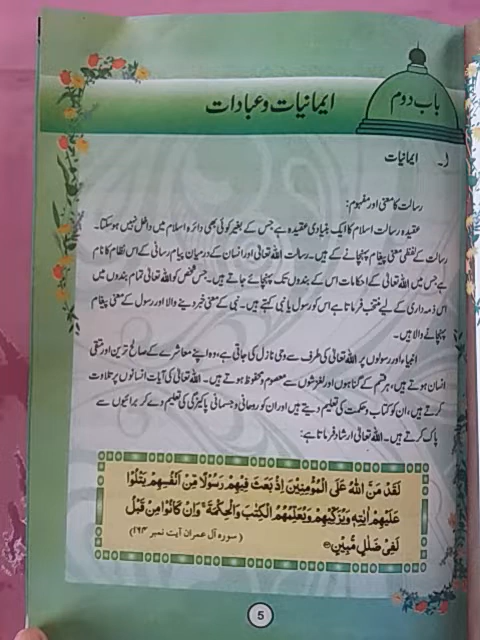 باب دوم
ایمانیات و عبادات
۱۔ ایمانیات
رسالت کا معنی اور مفہوم:
عقیدہ رسالت اسلام کا ایک بنیادی عقیدہ ہے جس کے بغیر کوئی بھی دائرہ اسلام میں داخل نہیں ہو سکتا۔
رسالت کے لفظی معنی پیغام پہنچانے کے ہیں۔ رسالت اللہ تعالیٰ اور انسان کے درمیان پیام رسانی کے اس نظام کا نام
ہے جس میں اللہ تعالیٰ کے احکامات اس کے بندوں تک پہنچائے جاتے ہیں۔ جس شخص کو اللہ تعالیٰ تمام بندوں میں
اس ذمہ داری کے لیے منتخب فرماتا ہے اس کو رسول یا نبی کہتے ہیں۔ نبی کے معنی خبر دینے والا اور رسول کے معنی پیغام
پہنچانے والا ہیں۔
انبیاء اور رسولوں پر اللہ تعالیٰ کی طرف سے وحی نازل کی جاتی ہے، وہ اپنے معاشرے کے صالح ترین اور متقی
انسان ہوتے ہیں، ہر قسم کے گناہوں اور لغزشوں سے معصوم و محفوظ ہوتے ہیں۔ اللہ تعالیٰ کی آیات انسانوں پر تلاوت
کرتے ہیں، ان کو کتاب و حکمت کی تعلیم دیتے ہیں اور ان کو روحانی و جسمانی پاکیزگی کی تعلیم دے کر برائیوں سے
پاک کرتے ہیں۔ اللہ تعالیٰ ارشاد فرماتا ہے:
لَقَدْ مَنَّ اللّٰهُ عَلَى الْمُؤْمِنِيْنَ اِذْ بَعَثَ فِيْهِمْ رَسُوْلًا مِّنْ اَنْفُسِهِمْ يَتْلُوْا
عَلَيْهِمْ اٰيٰتِهٖ وَيُزَكِّيْهِمْ وَيُعَلِّمُهُمُ الْكِتٰبَ وَالْحِكْمَةَ ۚ وَاِنْ كَانُوْا مِنْ قَبْلُ
لَفِيْ ضَلٰلٍ مُّبِيْنٍ (سورہ آل عمران آیت نمبر ۱۶۴)
5